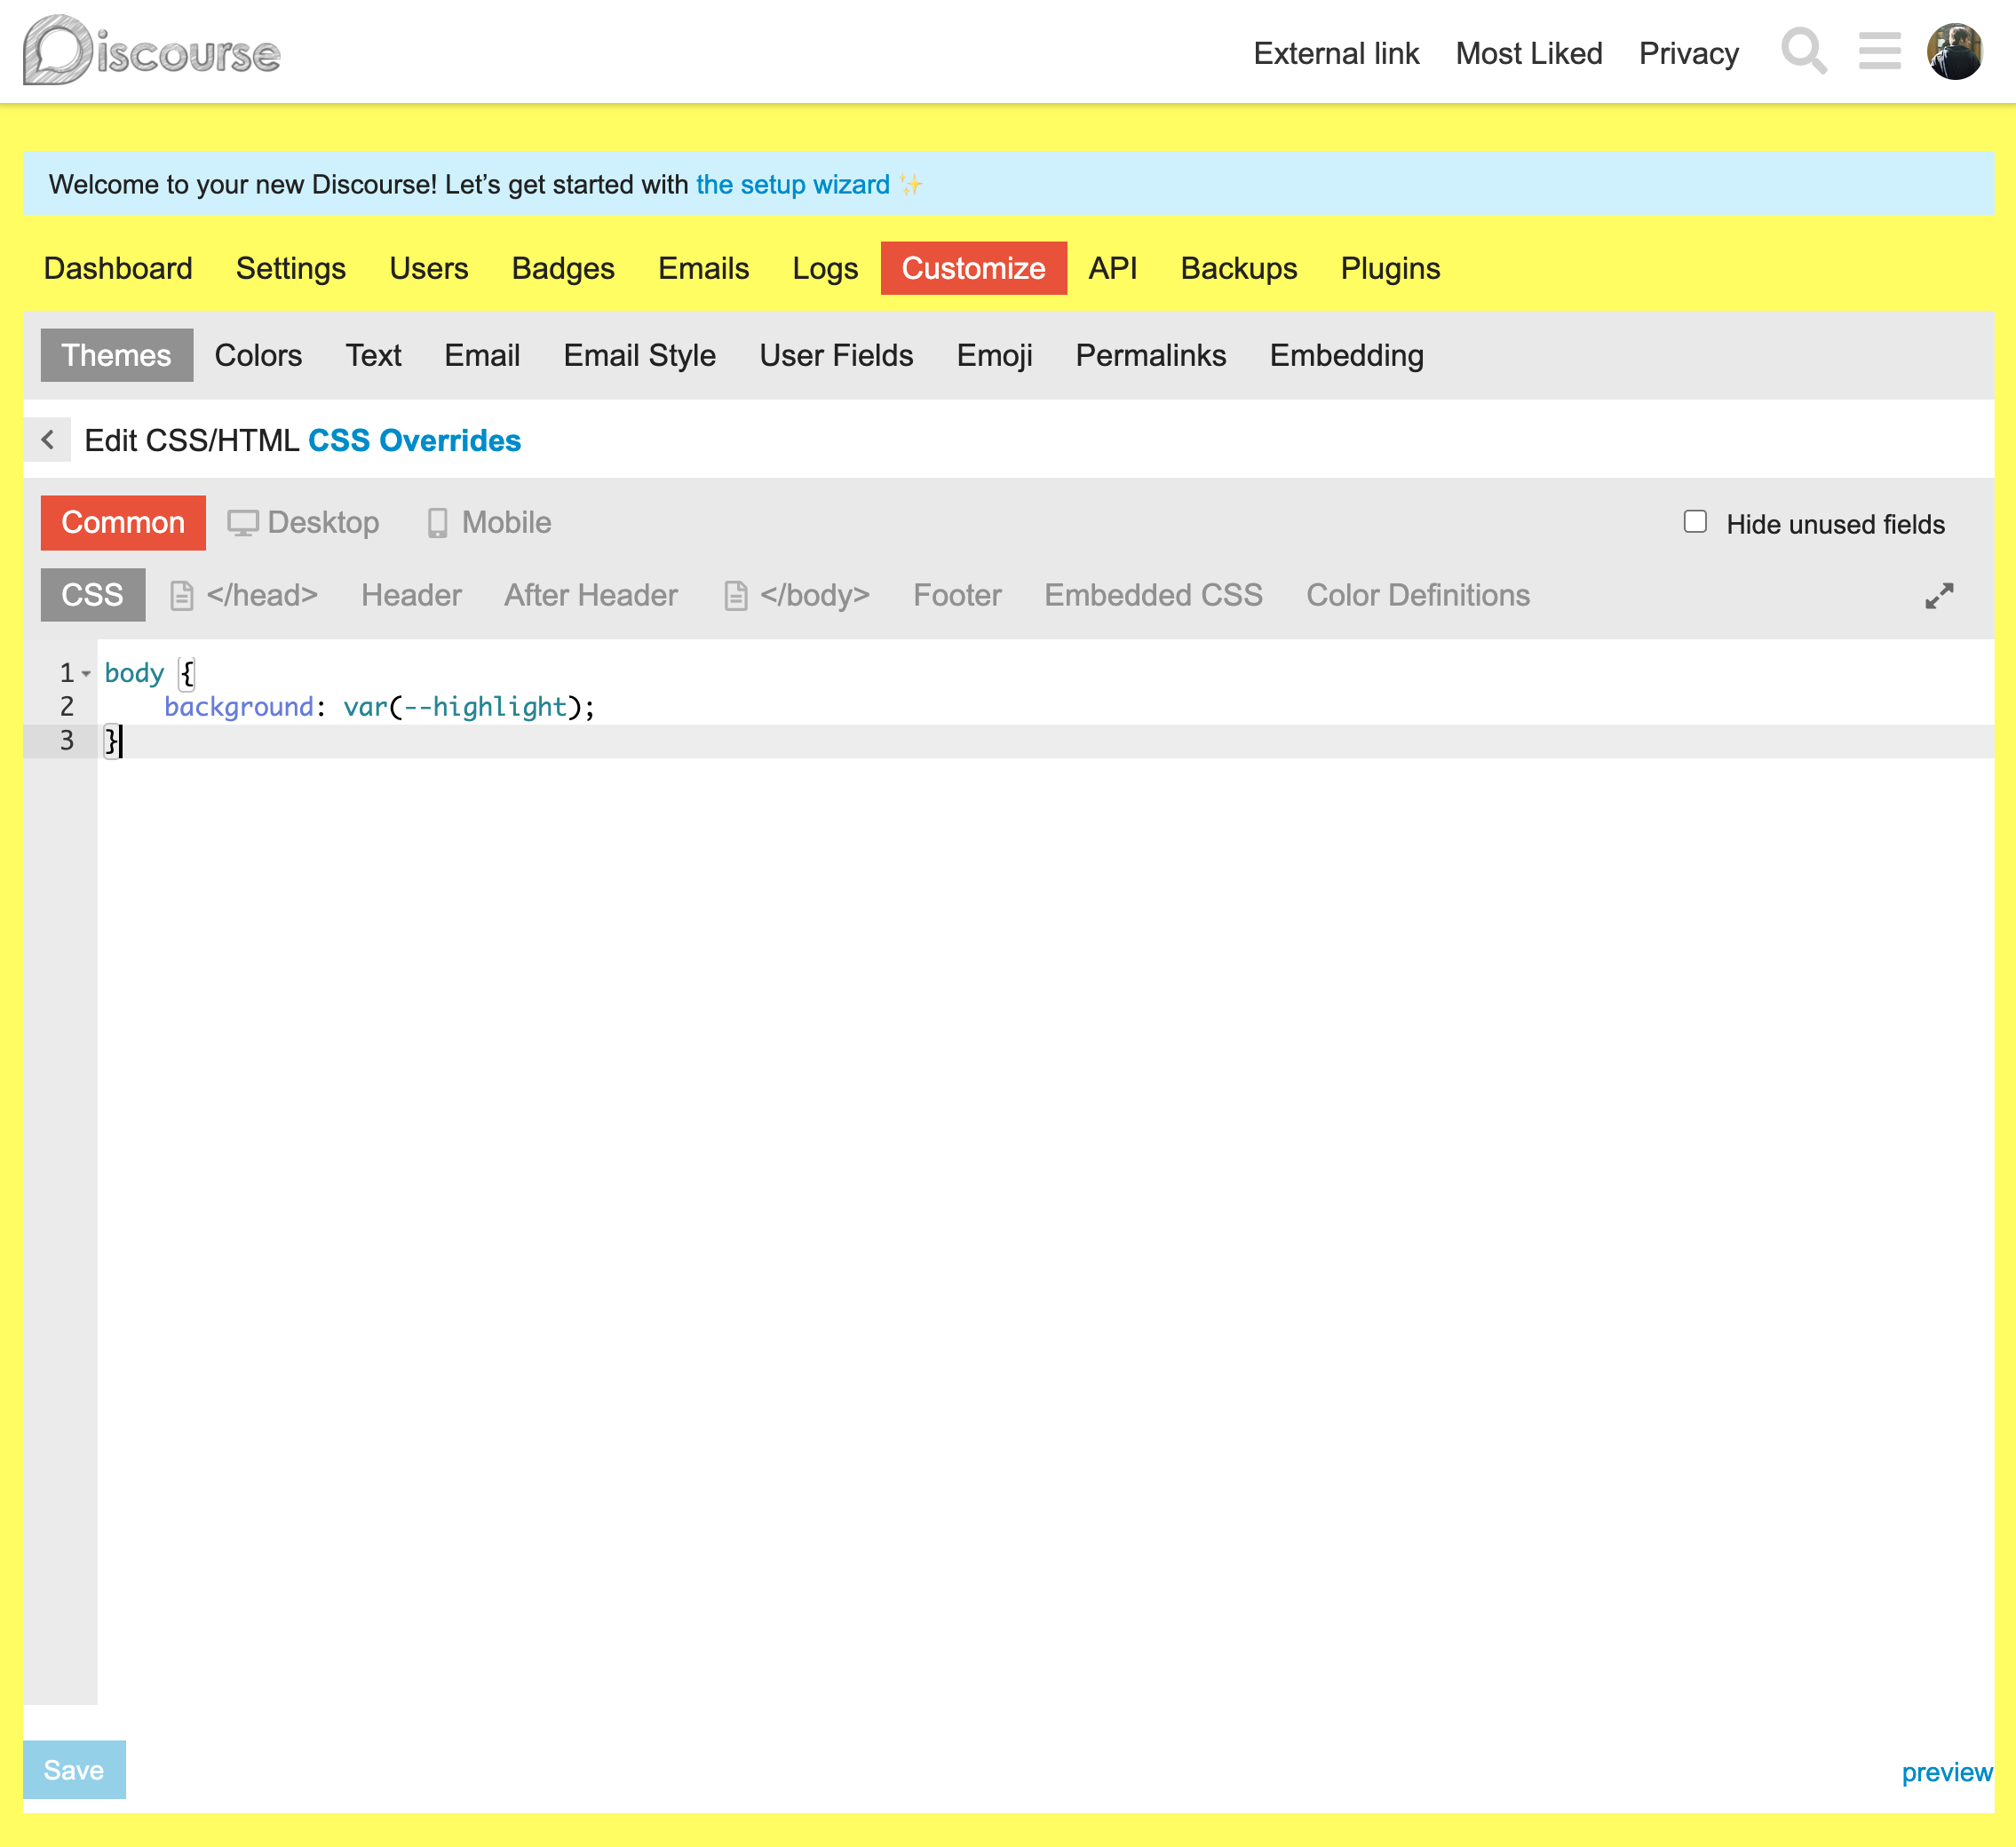 Discourse
External link Most Liked Privacy
Welcome to your new Discourse! Let’s get started with the setup wizard ✨
Dashboard Settings Users Badges Emails Logs Customize API Backups Plugins
Themes Colors Text Email Email Style User Fields Emoji Permalinks Embedding
Edit CSS/HTML CSS Overrides
Common Desktop Mobile Hide unused fields
CSS </head> Header After Header </body> Footer Embedded CSS Color Definitions
1 body {
2 background: var(--highlight);
3 }
Save preview